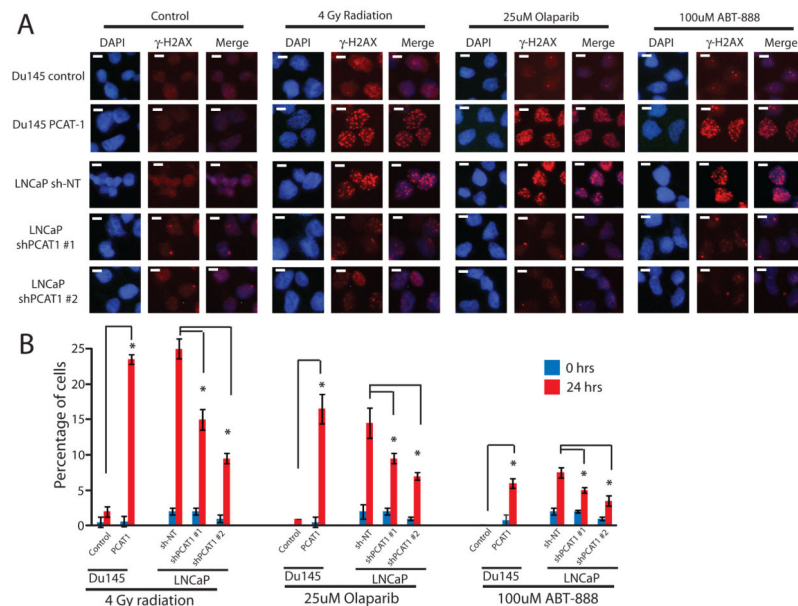 A
Control
4 Gy Radiation
25uM Olaparib
100uM ABT-888
DAPI γ-H2AX Merge
DAPI γ-H2AX Merge
DAPI γ-H2AX Merge
DAPI γ-H2AX Merge
Du145 control
Du145 PCAT-1
LNCaP sh-NT
LNCaP
shPCAT1 #1
LNCaP
shPCAT1 #2
B
Percentage of cells
25
20
15
10
5
0
0 hrs
24 hrs
*
*
*
*
*
*
*
*
*
Control
PCAT1
sh-NT
shPCAT1 #1
shPCAT1 #2
Control
PCAT1
sh-NT
shPCAT1 #1
shPCAT1 #2
Control
PCAT1
sh-NT
shPCAT1 #1
shPCAT1 #2
Du145
LNCaP
Du145
LNCaP
Du145
LNCaP
4 Gy radiation
25uM Olaparib
100uM ABT-888